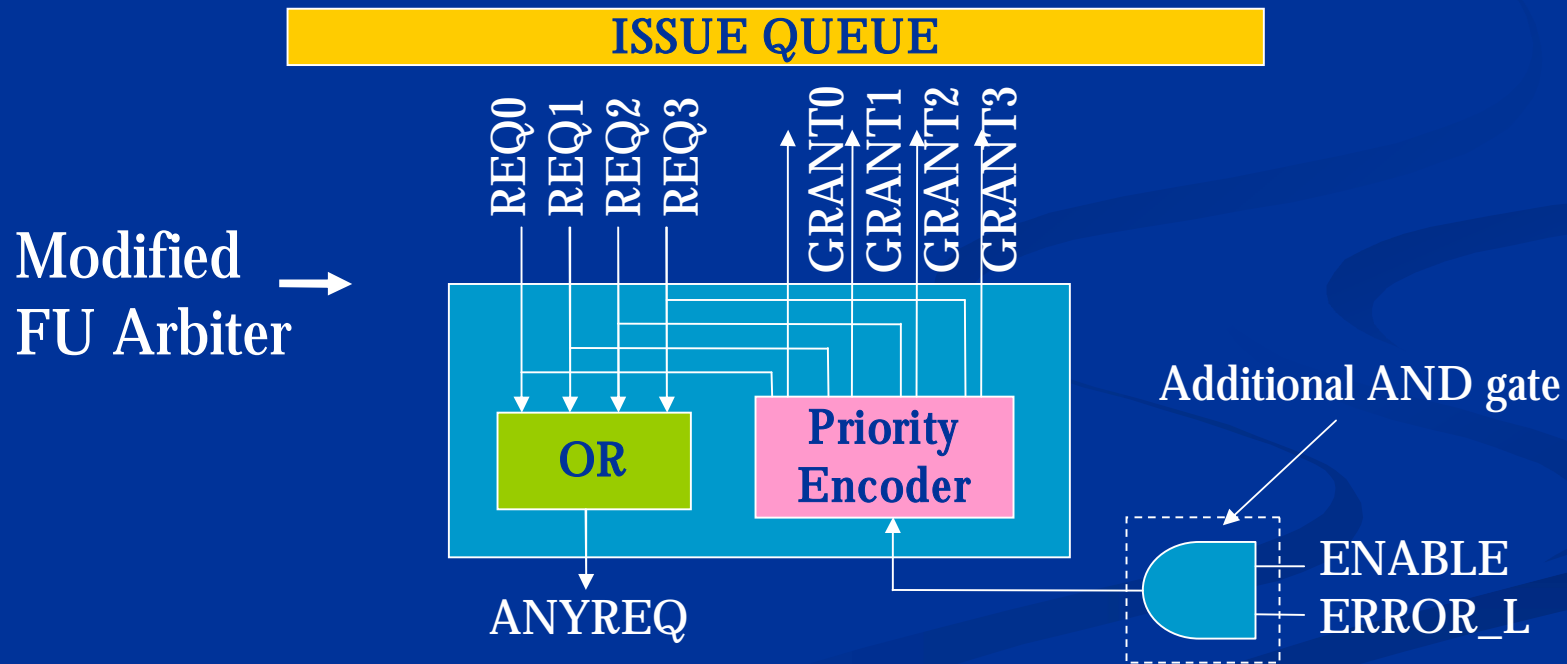 ISSUE QUEUE
REQ0
REQ1
REQ2
REQ3
GRANT0
GRANT1
GRANT2
GRANT3
Modified
FU Arbiter
Additional AND gate
OR
Priority
Encoder
ENABLE
ERROR_L
ANYREQ